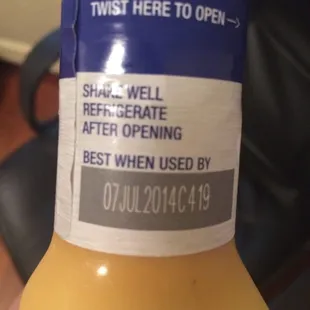 TWIST HERE TO OPEN→
SHAKE WELL
REFRIGERATE
AFTER OPENING
BEST WHEN USED BY
07JUL2014C419